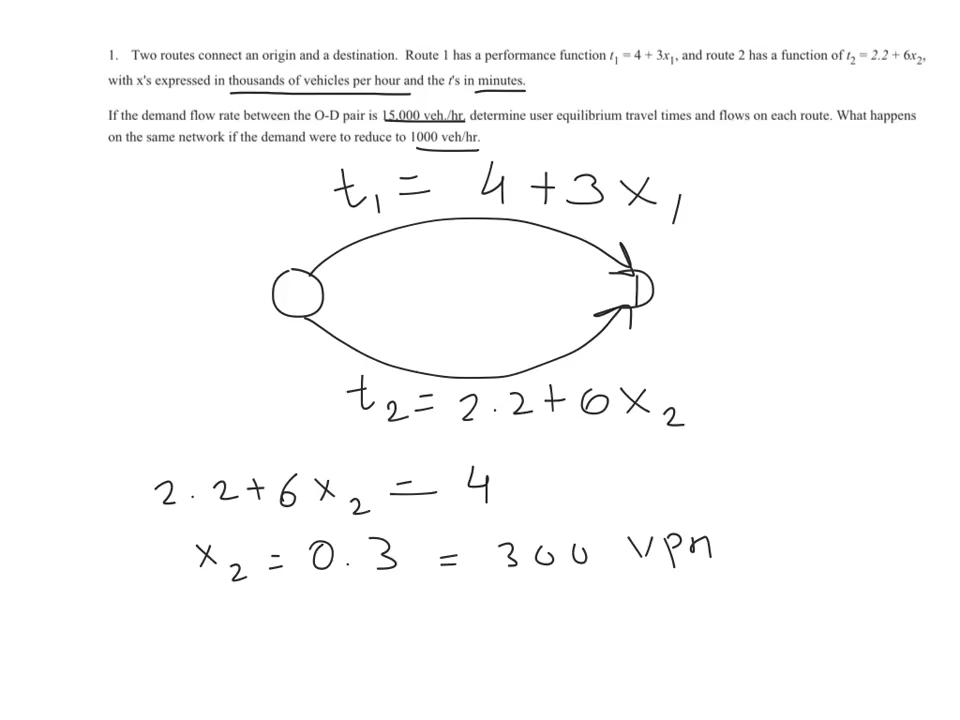 1. Two routes connect an origin and a destination. Route 1 has a performance function t₁ = 4 + 3x₁, and route 2 has a function of t₂ = 2.2 + 6x₂,
with x's expressed in thousands of vehicles per hour and the t's in minutes.
If the demand flow rate between the O-D pair is 15,000 veh./hr, determine user equilibrium travel times and flows on each route. What happens
on the same network if the demand were to reduce to 1000 veh/hr.
t₁ = 4 + 3x₁
O D
t₂ = 2.2 + 6x₂
2.2 + 6x₂ = 4
x₂ = 0.3 = 300 vph